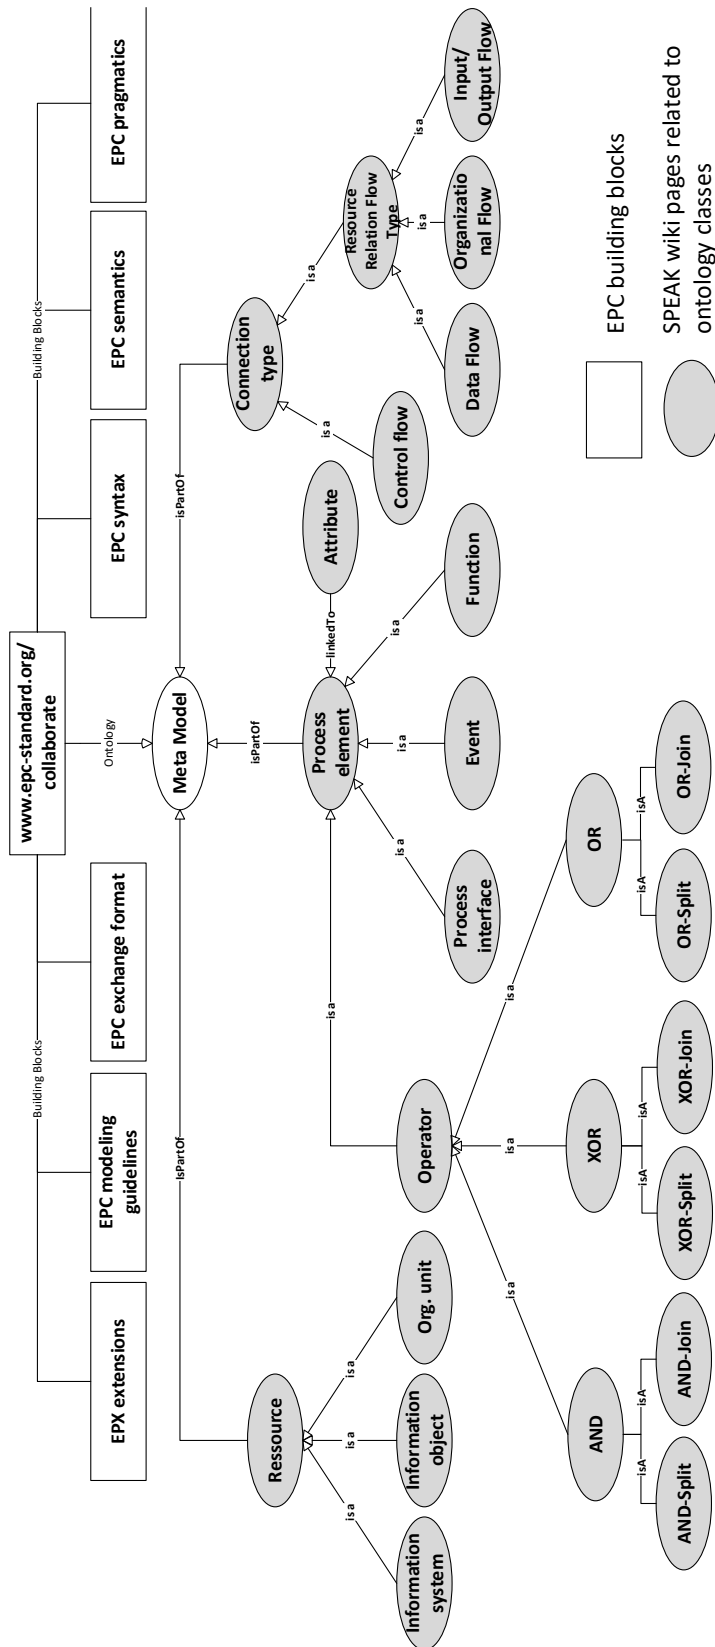 www.epc-standard.org/
collaborate
Building Blocks
Building Blocks
Ontology
EPX extensions
EPC modeling
guidelines
EPC exchange format
EPC syntax
EPC semantics
EPC pragmatics
Meta Model
IsPartOf
isPartOf
isPartOf
Ressource
Process
element
linkedTo
Attribute
Connection
type
is a
is a
is a
Information
system
Information
object
Org. unit
is a
Operator
is a
is a
is a
Process
interface
Event
Function
is a
is a
Control flow
Resource
Relation Flow
Type
is a
is a
is a
Data Flow
Organizatio
nal Flow
Input/
Output Flow
is a
is a
is a
AND
XOR
OR
isA
isA
isA
isA
isA
isA
AND-Split
AND-Join
XOR-Split
XOR-Join
OR-Split
OR-Join
EPC building blocks
SPEAK wiki pages related to
ontology classes